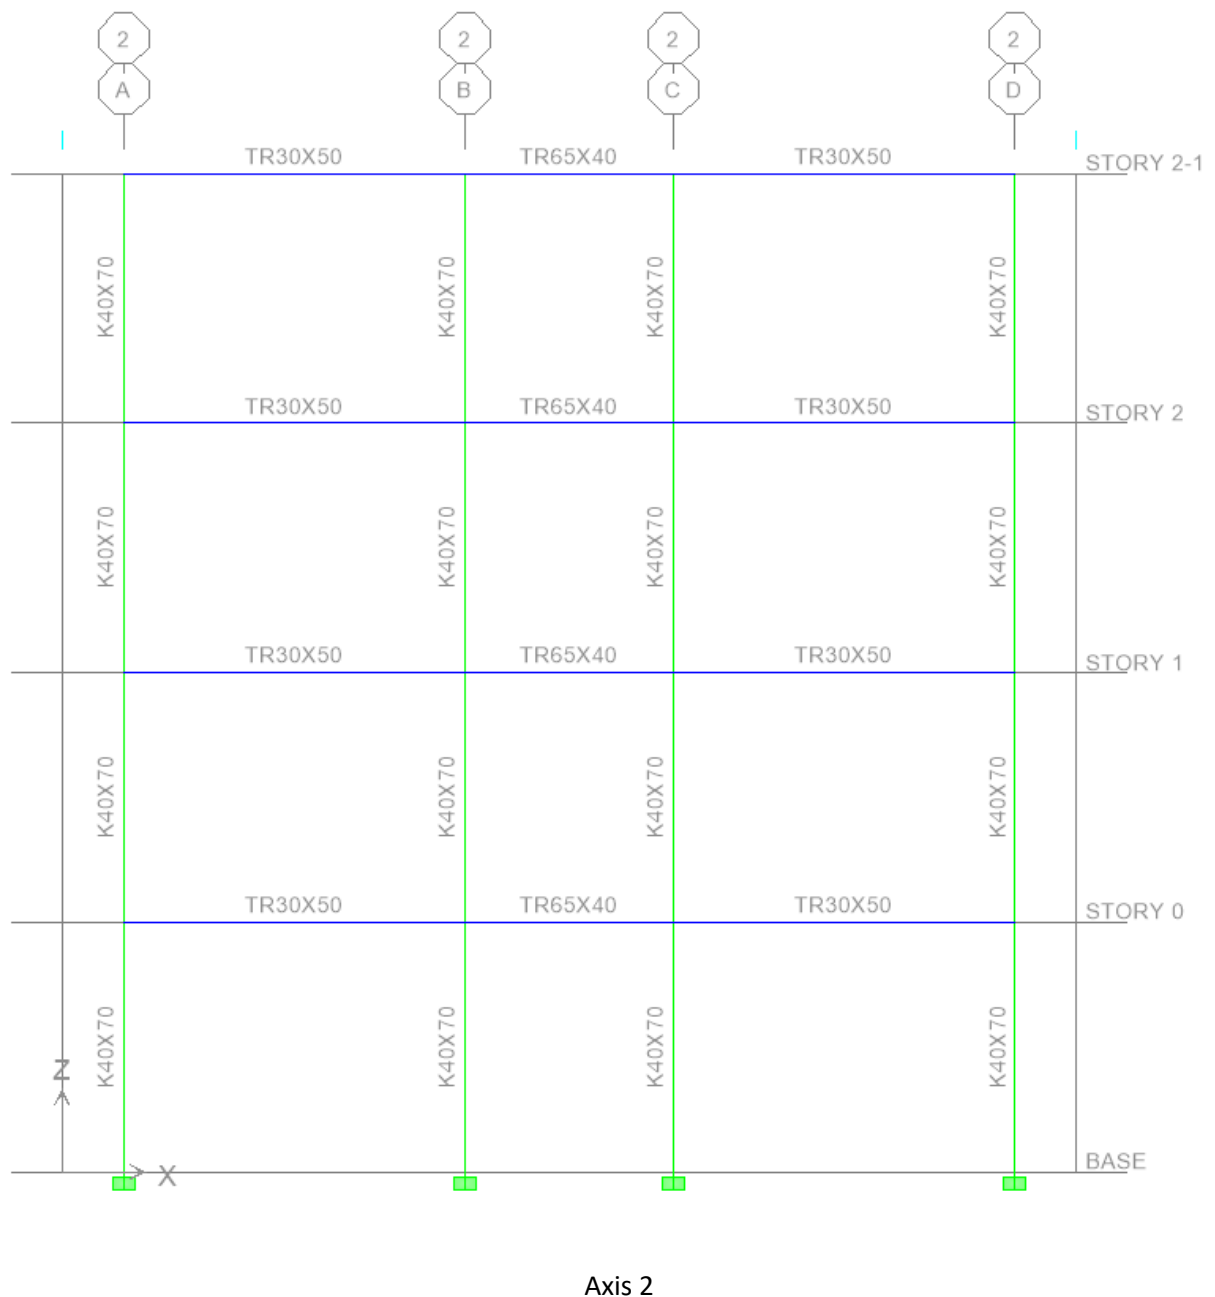 2 2 2 2
A B C D
TR30X50 TR65X40 TR30X50 STORY 2-1
K40X70 K40X70 K40X70 K40X70
TR30X50 TR65X40 TR30X50 STORY 2
K40X70 K40X70 K40X70 K40X70
TR30X50 TR65X40 TR30X50 STORY 1
K40X70 K40X70 K40X70 K40X70
TR30X50 TR65X40 TR30X50 STORY 0
K40X70 K40X70 K40X70 K40X70
Z
X BASE
Axis 2